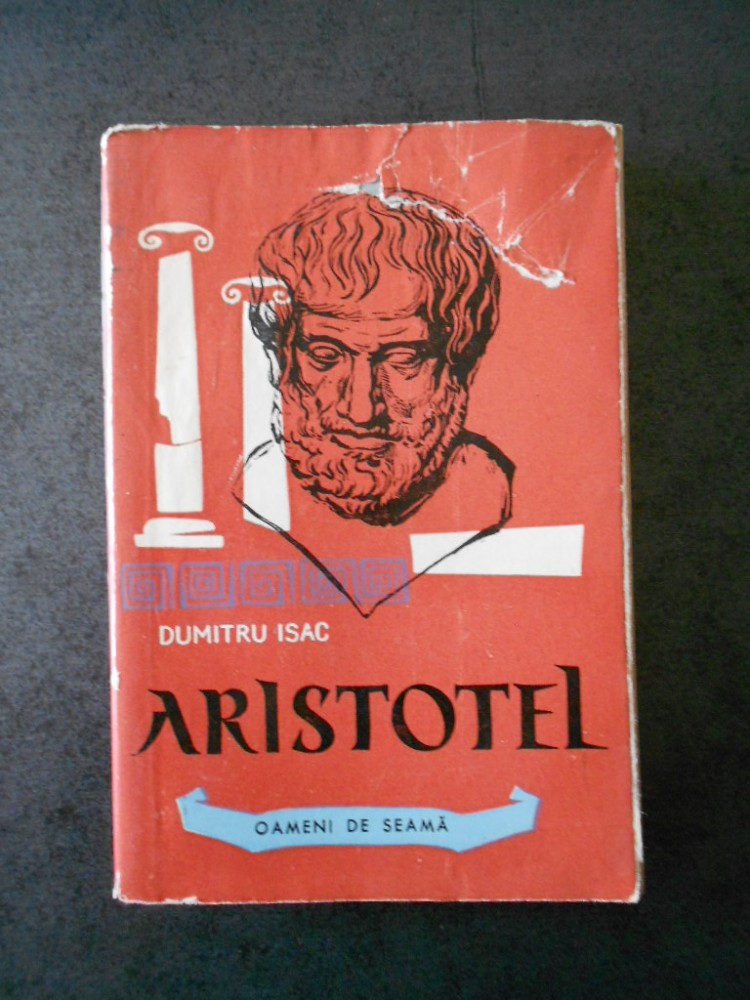 DUMITRU ISAC
ARISTOTEL
OAMENI DE SEAMĂ